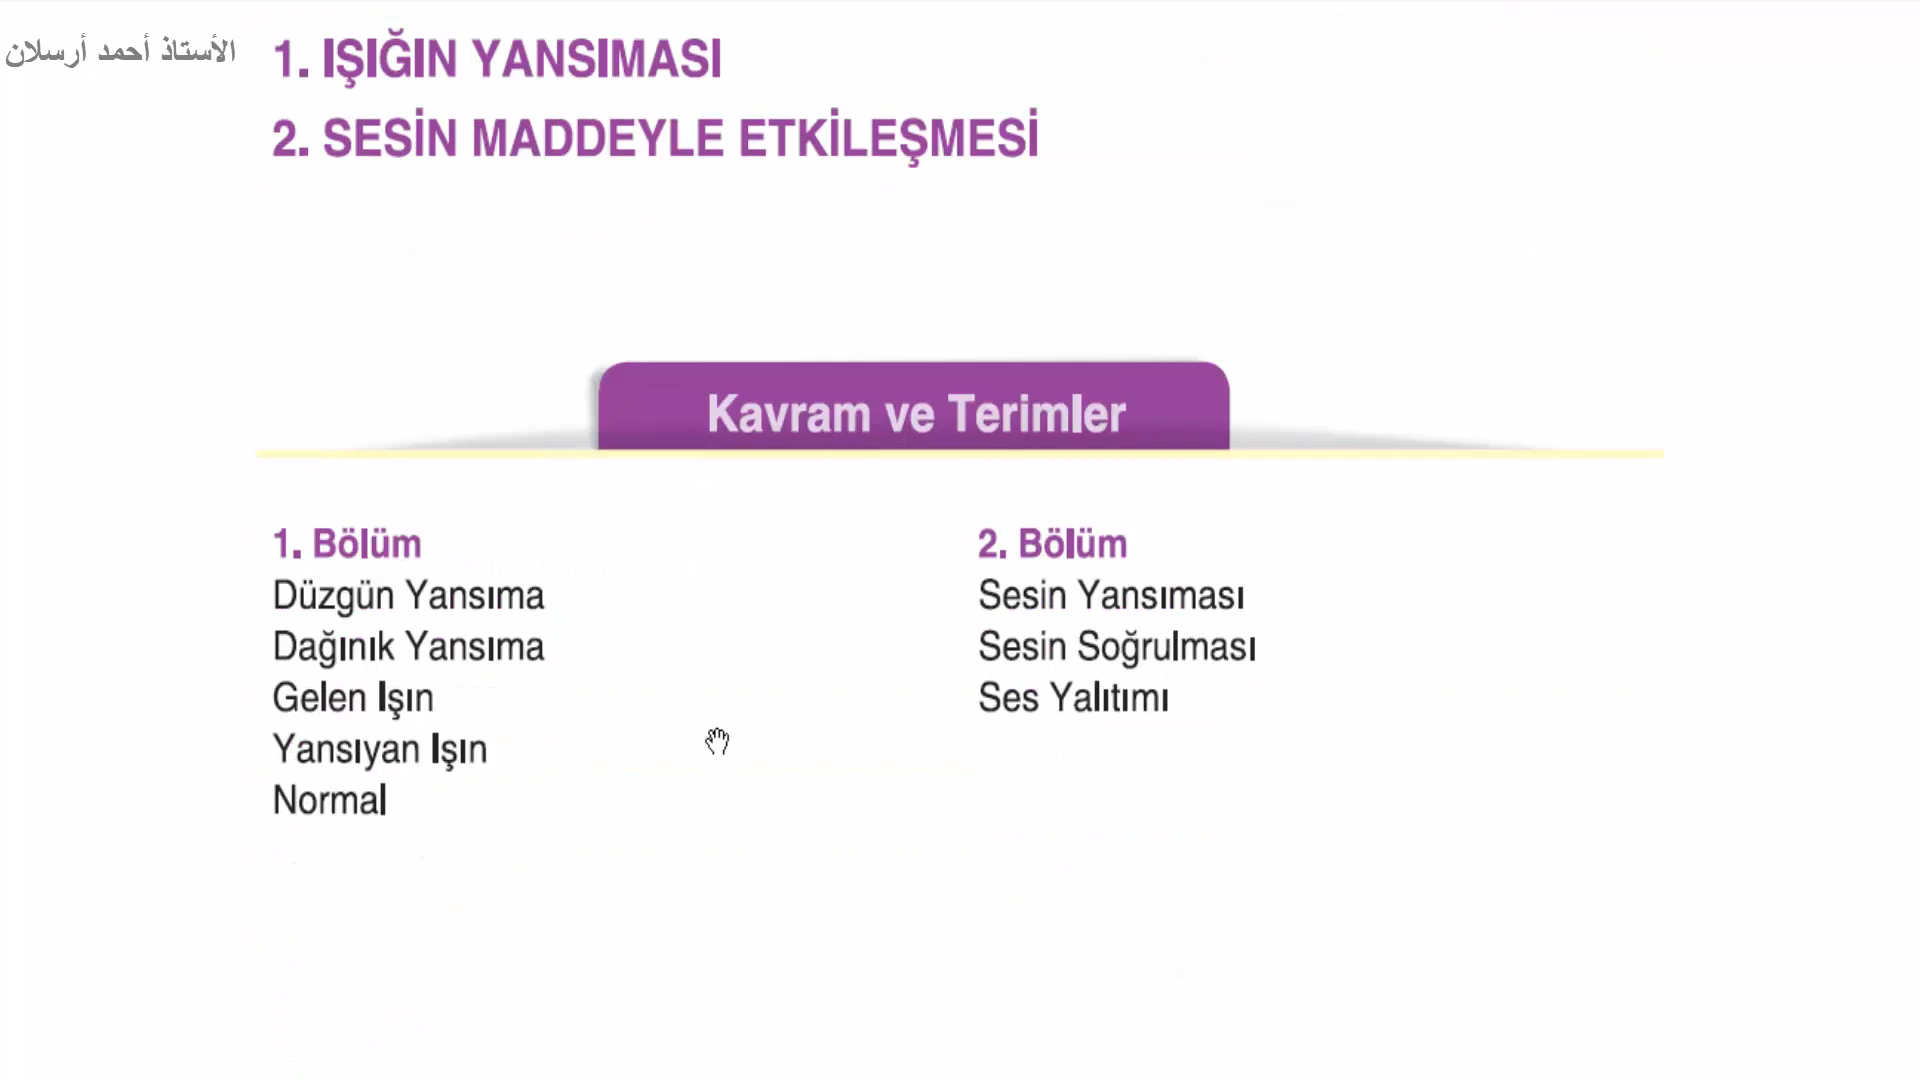 الأستاذ أحمد أرسلان
1. IŞIĞIN YANSIMASI
2. SESİN MADDEYLE ETKİLEŞMESİ
Kavram ve Terimler
1. Bölüm
Düzgün Yansıma
Dağınık Yansıma
Gelen Işın
Yansıyan Işın
Normal
2. Bölüm
Sesin Yansıması
Sesin Soğrulması
Ses Yalıtımı